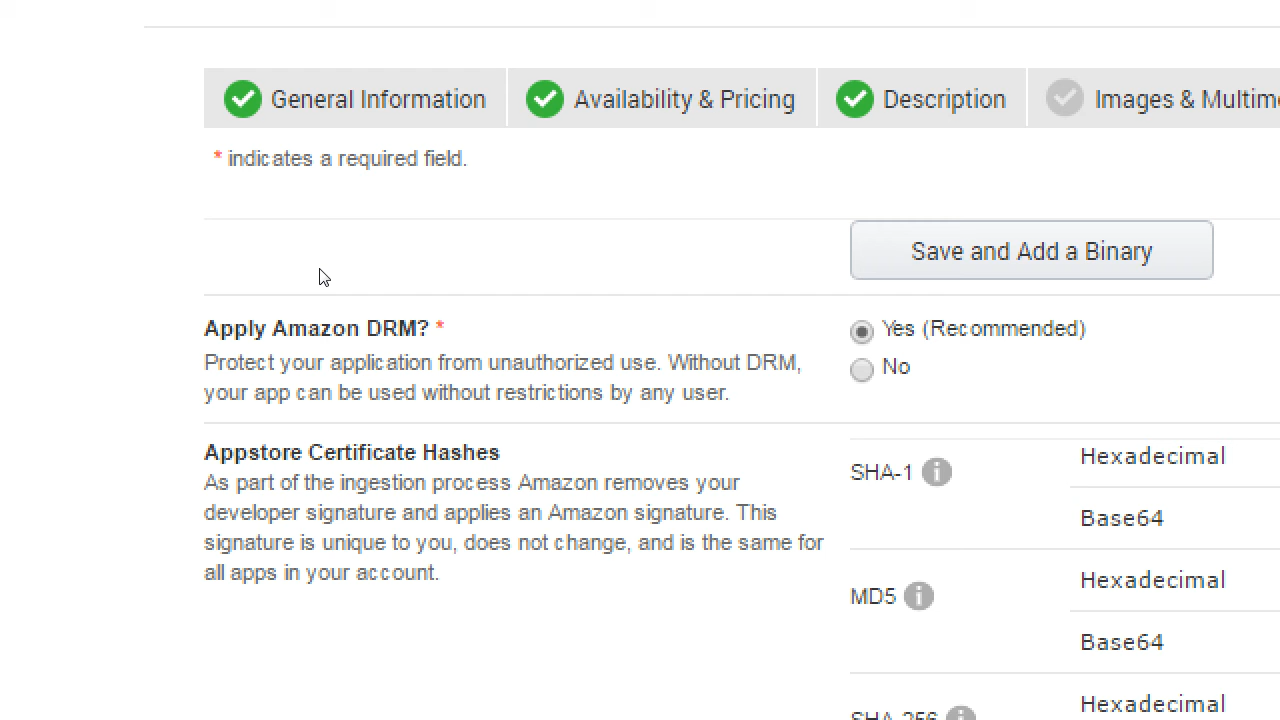 General Information
Availability & Pricing
Description
Images & Multim
* indicates a required field.
Save and Add a Binary
Apply Amazon DRM? *
Yes (Recommended)
Protect your application from unauthorized use. Without DRM,
No
your app can be used without restrictions by any user.
Appstore Certificate Hashes
Hexadecimal
SHA-1
As part of the ingestion process Amazon removes your
developer signature and applies an Amazon signature. This
Base64
signature is unique to you, does not change, and is the same for
all apps in your account.
Hexadecimal
MD5
Base64
Hexadecimal
SHA-256